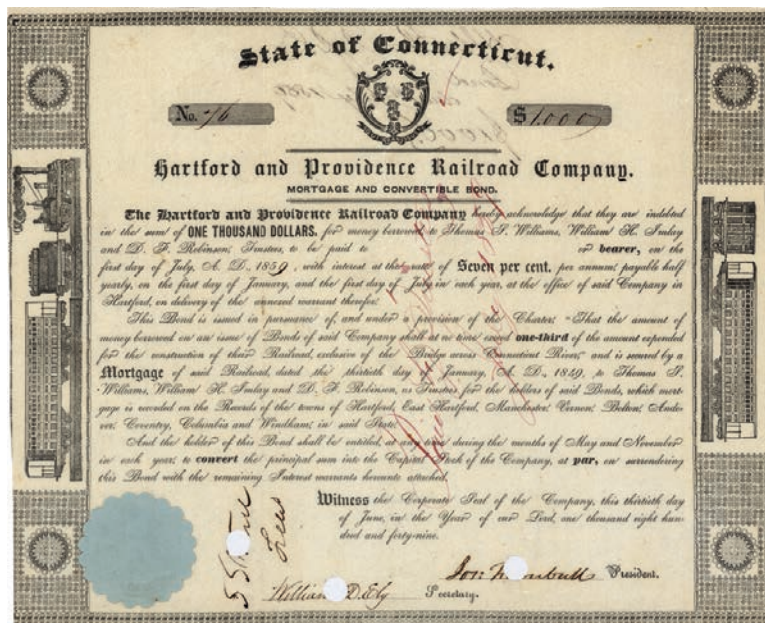 State of Connecticut.
No. 76
$ 1.000
Hartford and Providence Railroad Company.
MORTGAGE AND CONVERTIBLE BOND.
The Hartford and Providence Railroad Company hereby acknowledge that they are indebted
in the sum of ONE THOUSAND DOLLARS, for money borrowed to Thomas S. Williams, William H. Imlay
and D. F. Robinson, Trustees, to be paid to or bearer, on the
first day of July, A. D., 1859, with interest at the rate of Seven per cent. per annum, payable half
yearly, on the first day of January, and the first day of July in each year, at the office of said Company in
Hartford, on delivery of the annexed warrant therefor.
This Bond is issued in pursuance of, and under a provision of the Charter, "That the amount of
money borrowed on an issue of Bonds of said Company shall at no time exceed one-third of the amount expended
for the construction of their Railroad, exclusive of the Bridge across Connecticut River," and is secured by a
Mortgage of said Railroad, dated the thirtieth day of January, A. D., 1849, to Thomas S.
Williams, William H. Imlay and D. F. Robinson, as Trustees for the holders of said Bonds, which mort-
gage is recorded on the Records of the towns of Hartford, East Hartford, Manchester, Vernon, Bolton, Ando-
ver, Coventry, Columbia and Windham, in said State.
And the holder of this Bond shall be entitled, at any time during the months of May and November
in each year, to convert the principal sum into the Capital Stock of the Company, at par, on surrendering
this Bond with the remaining Interest warrants hereunto attached.
Witness the Corporate Seal of the Company, this thirtieth day
of June, in the Year of our Lord, one thousand eight hun-
dred and forty-nine.
President.
William D. Ely Secretary.